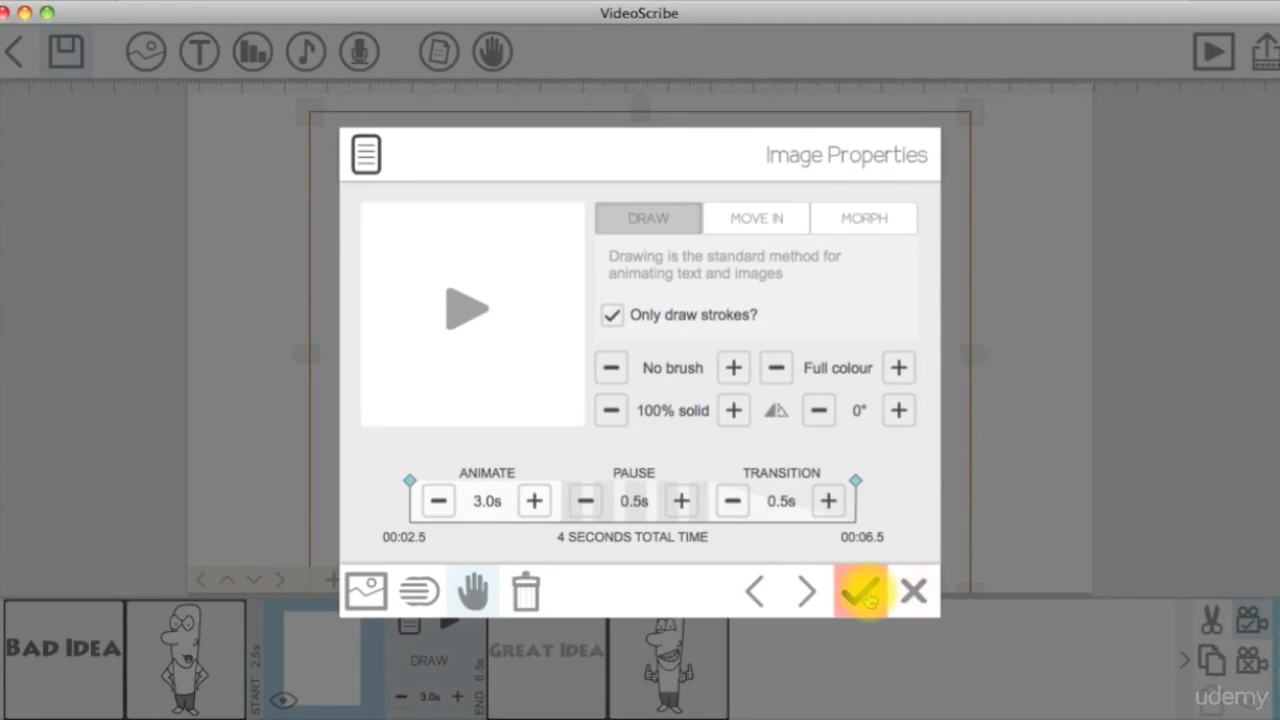 VideoScribe
Image Properties
DRAW
MOVE IN
MORPH
Drawing is the standard method for
animating text and images
Only draw strokes?
No brush
Full colour
100% solid
0°
ANIMATE
PAUSE
TRANSITION
3.0s
0.5s
0.5s
00:02.5
4 SECONDS TOTAL TIME
00:06.5
BAD IDEA
START 2.5s
DRAW
3.0s
END 6.5s
GREAT IDEA
udemy